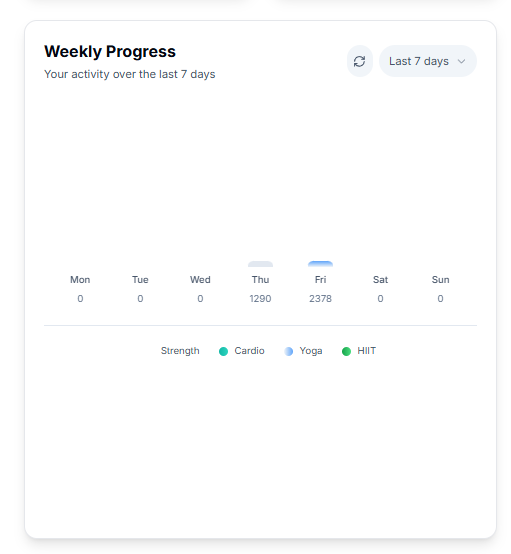 Weekly Progress
Your activity over the last 7 days
Last 7 days
Mon Tue Wed Thu Fri Sat Sun
0 0 0 1290 2378 0 0
Strength Cardio Yoga HIIT